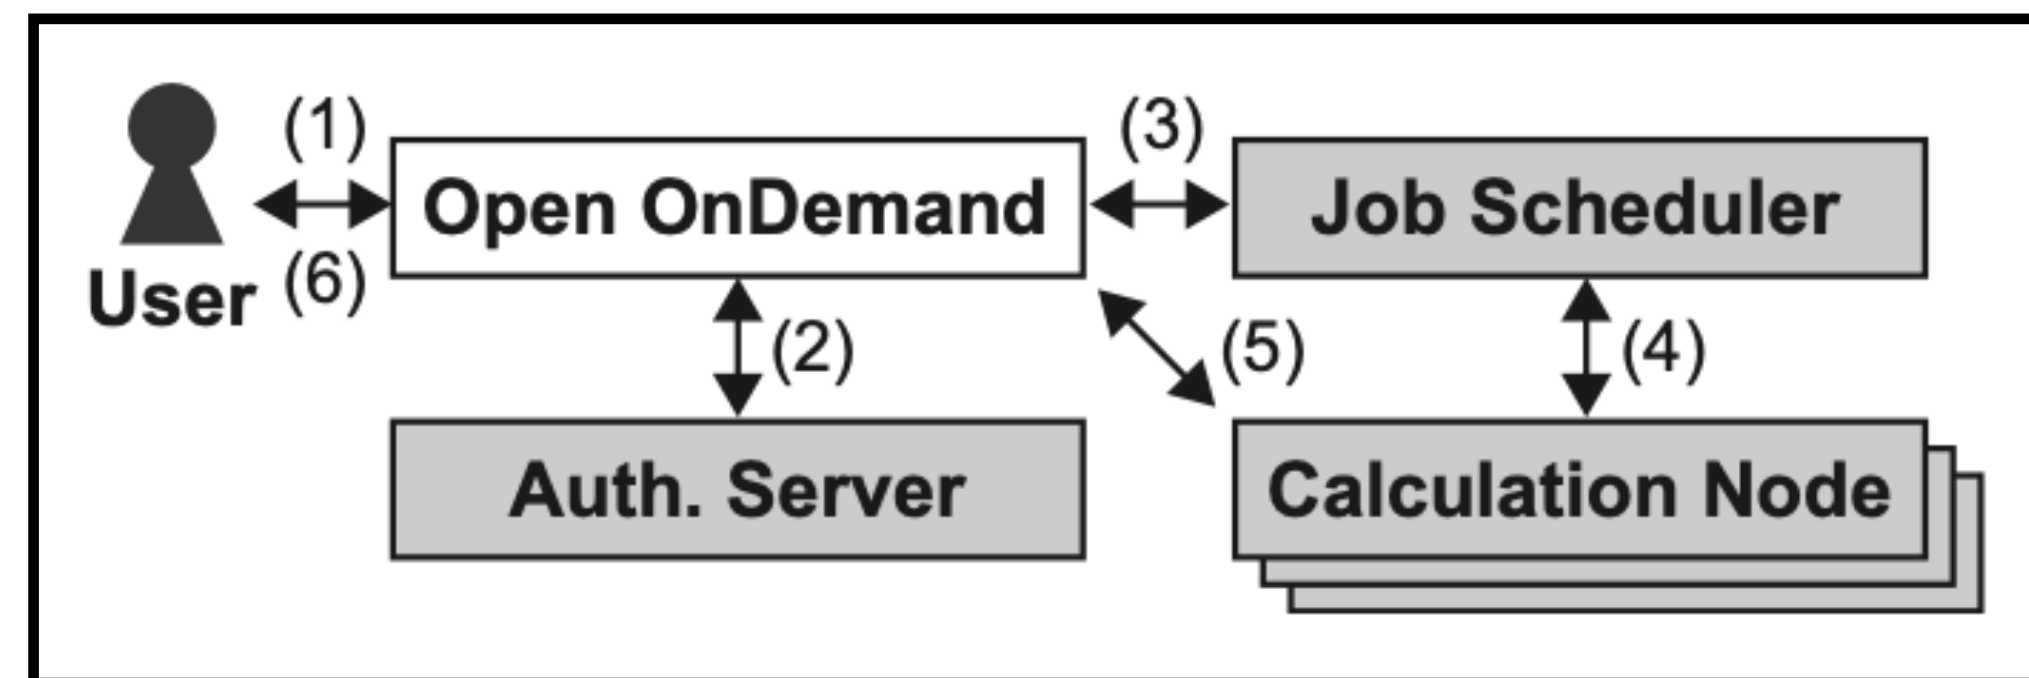 (1)
(3)
Open OnDemand
Job Scheduler
User
(6)
(2)
(5)
(4)
Auth. Server
Calculation Node